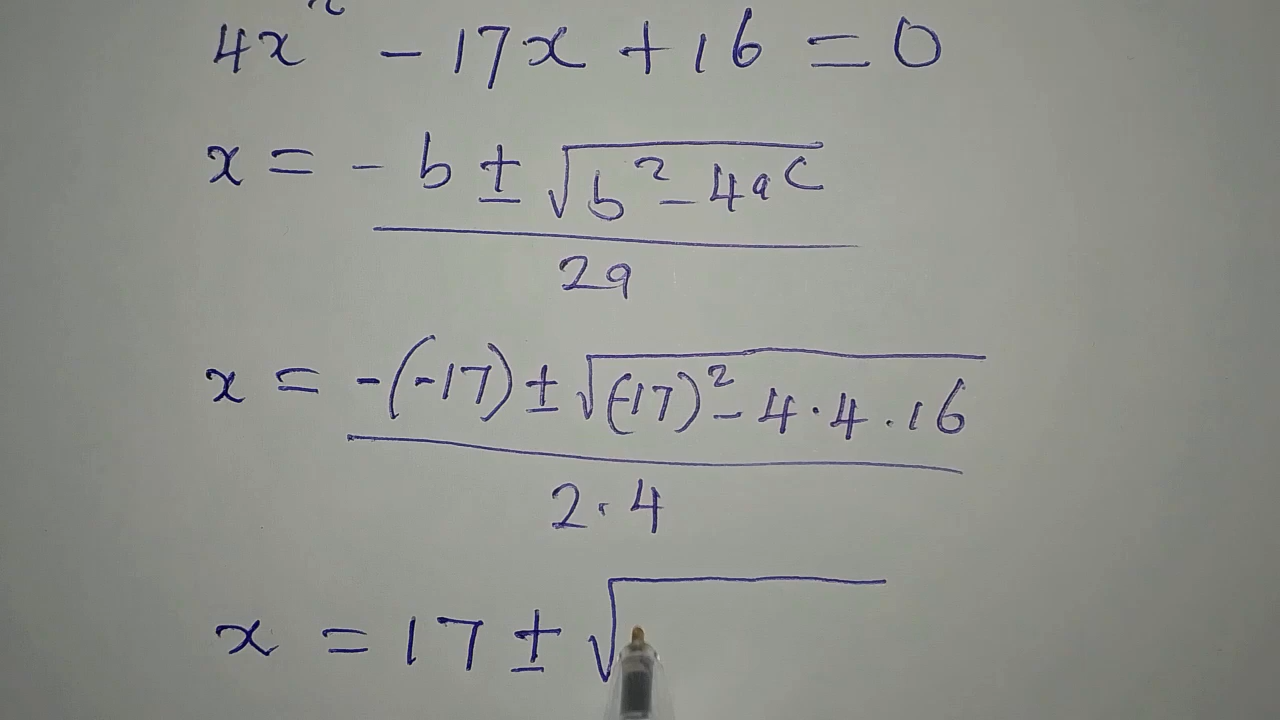 4x² - 17x + 16 = 0
x = - b ± √(b² - 4ac)
2a
x = -(-17) ± √((-17)² - 4·4·16)
2·4
x = 17 ± √